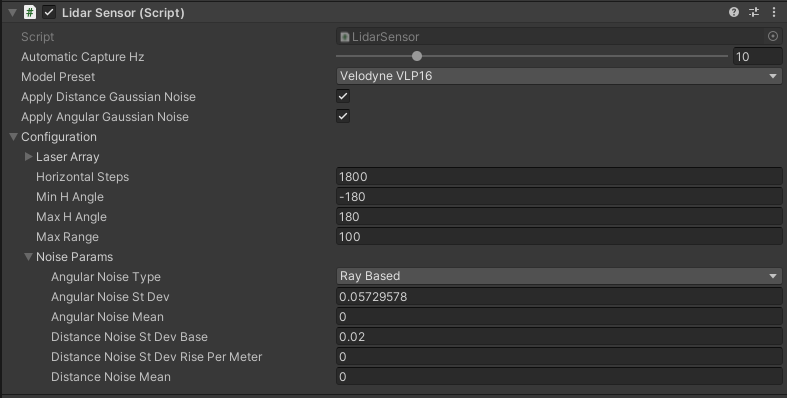 Lidar Sensor (Script)
Script LidarSensor
Automatic Capture Hz 10
Model Preset Velodyne VLP16
Apply Distance Gaussian Noise
Apply Angular Gaussian Noise
Configuration
Laser Array
Horizontal Steps 1800
Min H Angle -180
Max H Angle 180
Max Range 100
Noise Params
Angular Noise Type Ray Based
Angular Noise St Dev 0.05729578
Angular Noise Mean 0
Distance Noise St Dev Base 0.02
Distance Noise St Dev Rise Per Meter 0
Distance Noise Mean 0